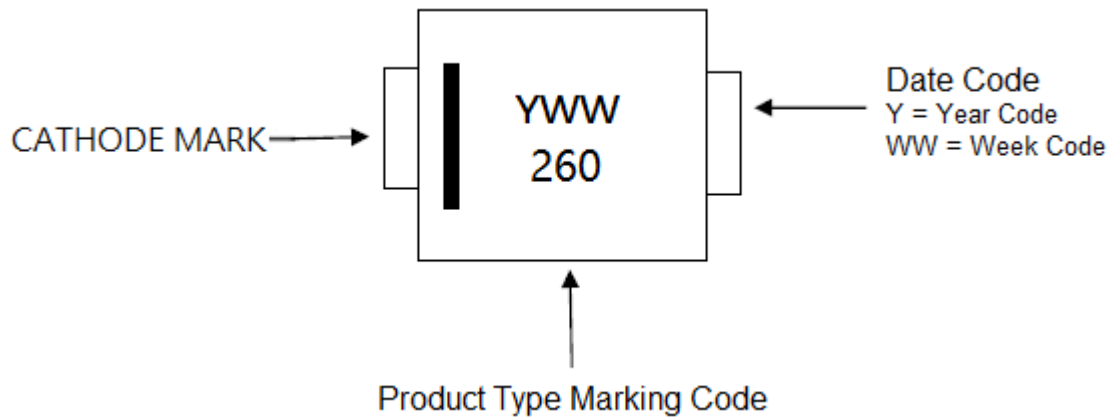 CATHODE MARK
YWW
260
Date Code
Y = Year Code
WW = Week Code
Product Type Marking Code